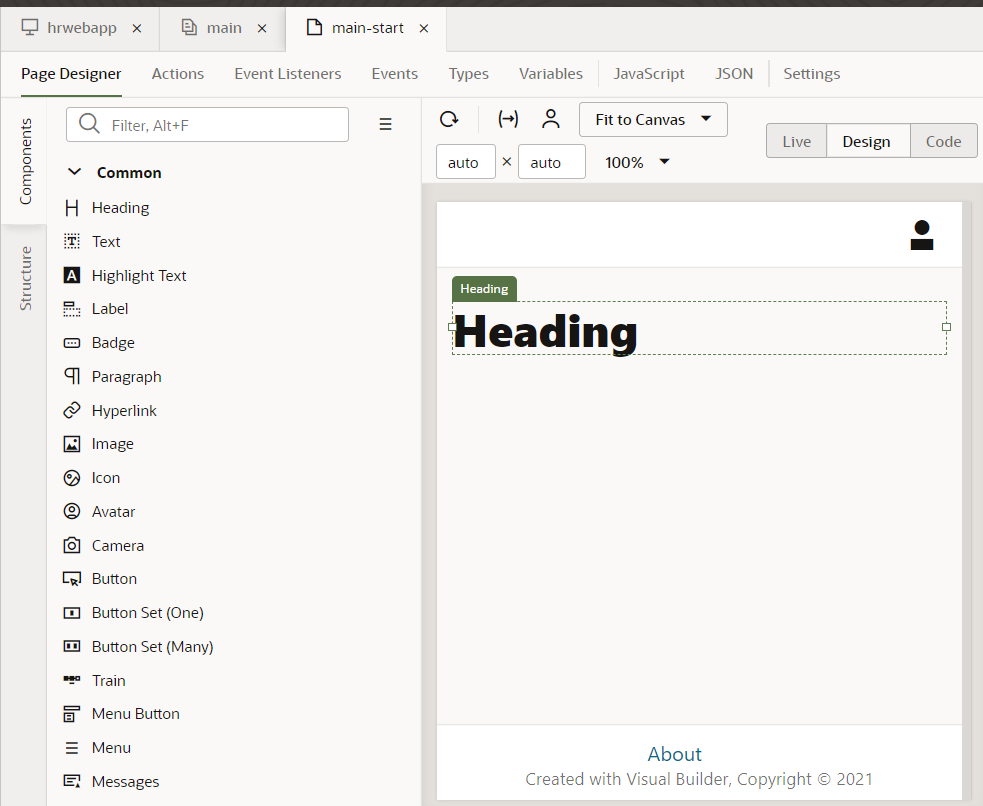 hrwebapp × main × main-start ×
Page Designer Actions Event Listeners Events Types Variables JavaScript JSON Settings
Components
Structure
Filter, Alt+F
Common
Heading
Text
Highlight Text
Label
Badge
Paragraph
Hyperlink
Image
Icon
Avatar
Camera
Button
Button Set (One)
Button Set (Many)
Train
Menu Button
Menu
Messages
Fit to Canvas
Live Design Code
auto × auto 100%
Heading
Heading
About
Created with Visual Builder, Copyright © 2021